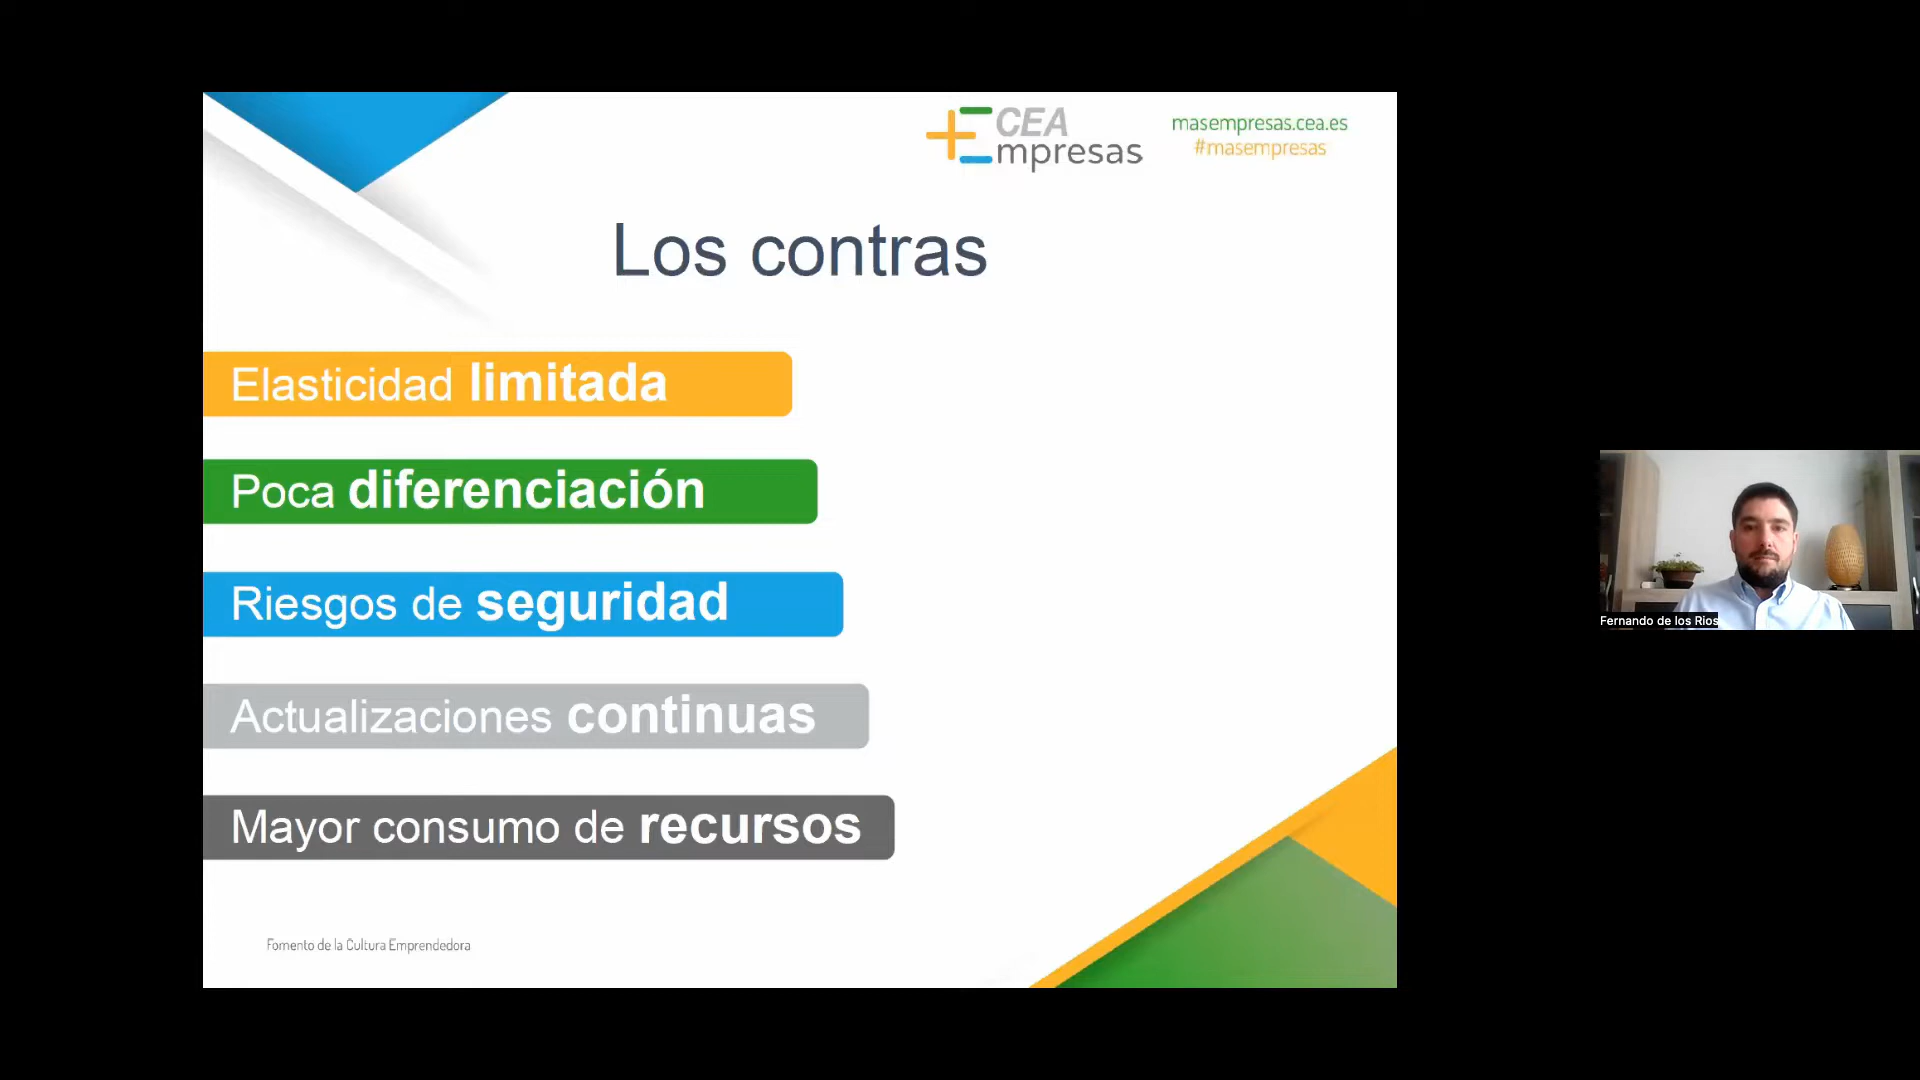 CEA
mpresas
masempresas.cea.es
#masempresas
Los contras
Elasticidad limitada
Poca diferenciación
Riesgos de seguridad
Actualizaciones continuas
Mayor consumo de recursos
Fomento de la Cultura Emprendedora
Fernando de los Rios